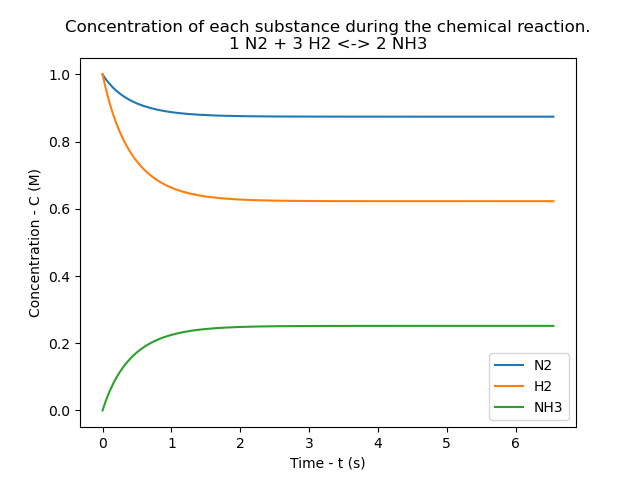 Concentration of each substance during the chemical reaction.
1 N2 + 3 H2 <-> 2 NH3
Concentration - C (M)
1.0
0.8
0.6
0.4
0.2
0.0
N2
H2
NH3
0 1 2 3 4 5 6
Time - t (s)